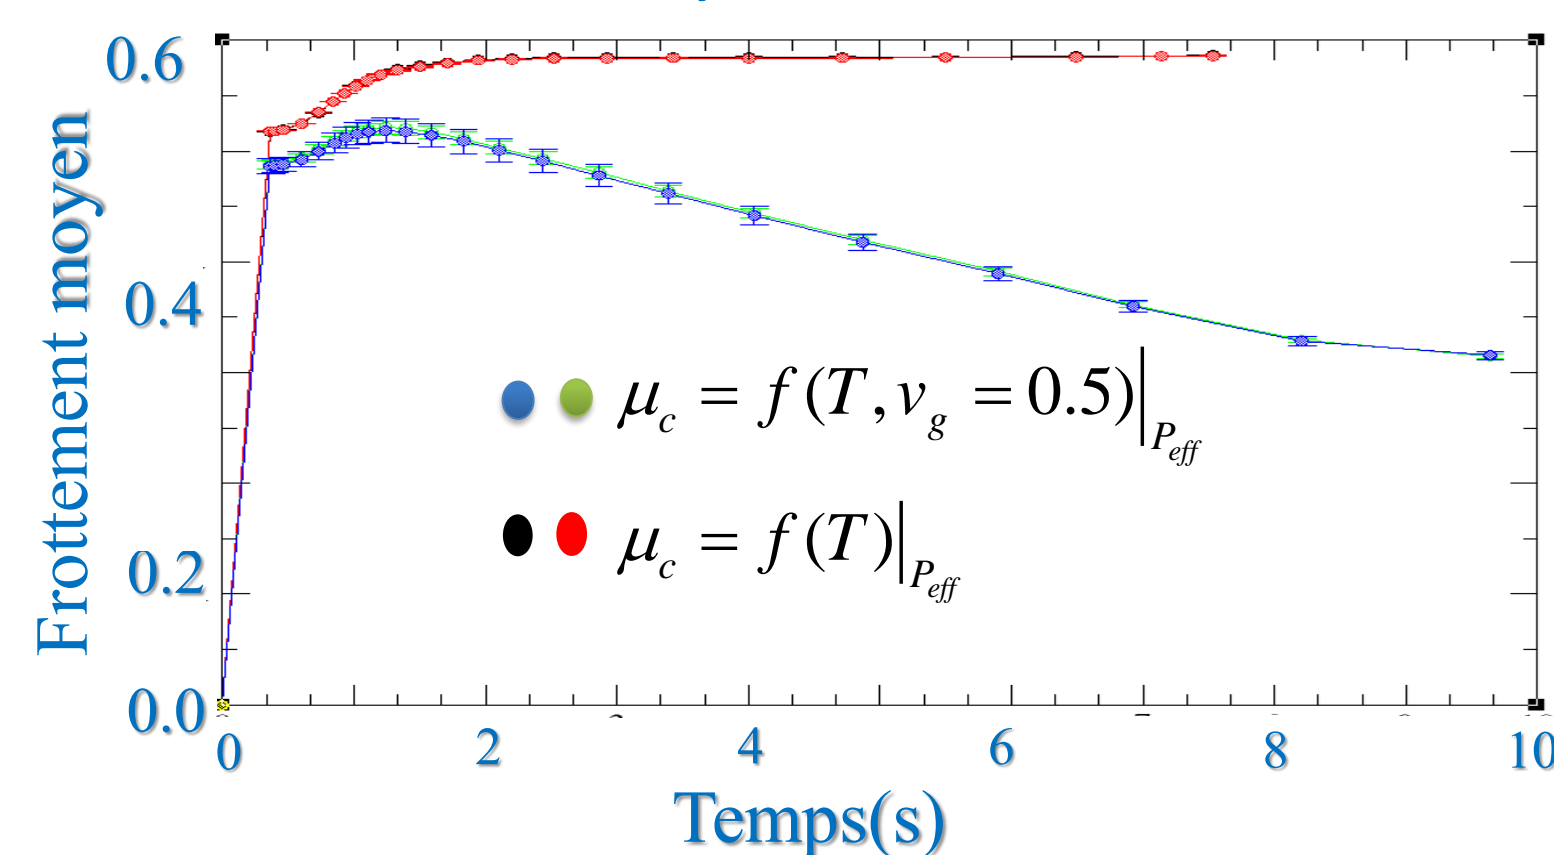 0.6
0.4
0.2
0.0
Frottement moyen
μc = f(T, vg = 0.5)|Peff
μc = f(T)|Peff
0 2 4 6 8 10
Temps(s)